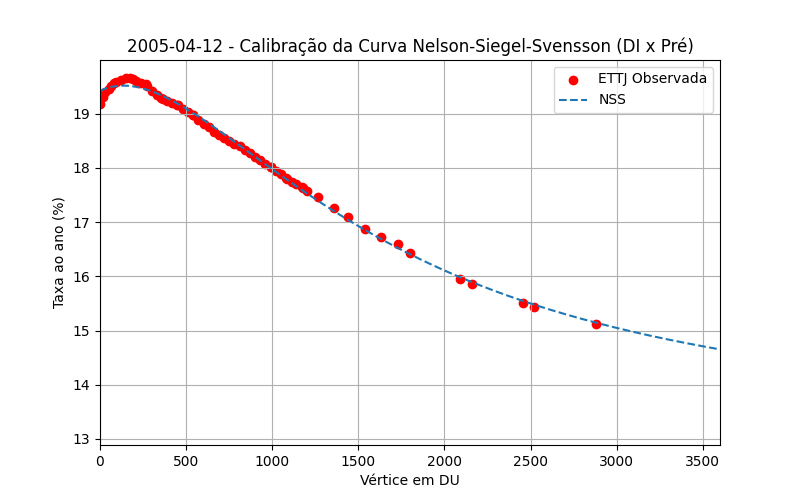 2005-04-12 - Calibração da Curva Nelson-Siegel-Svensson (DI x Pré)
ETTJ Observada
NSS
Taxa ao ano (%)
19
18
17
16
15
14
13
0 500 1000 1500 2000 2500 3000 3500
Vértice em DU